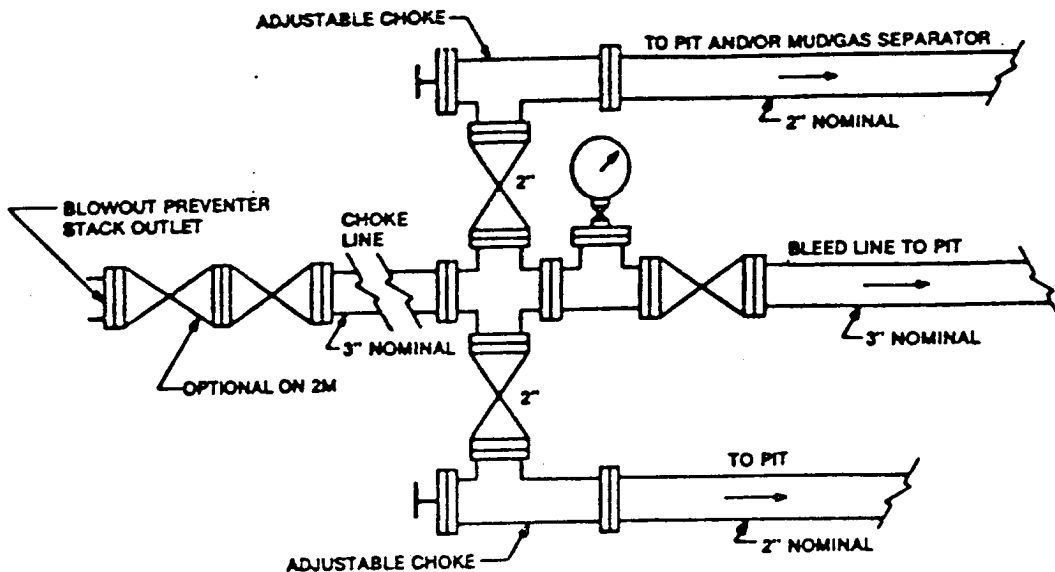 ADJUSTABLE CHOKE
TO PIT AND/OR MUD/GAS SEPARATOR
2" NOMINAL
2"
BLOWOUT PREVENTER
STACK OUTLET
CHOKE
LINE
BLEED LINE TO PIT
3" NOMINAL
3" NOMINAL
OPTIONAL ON 2M
2"
TO PIT
2" NOMINAL
ADJUSTABLE CHOKE